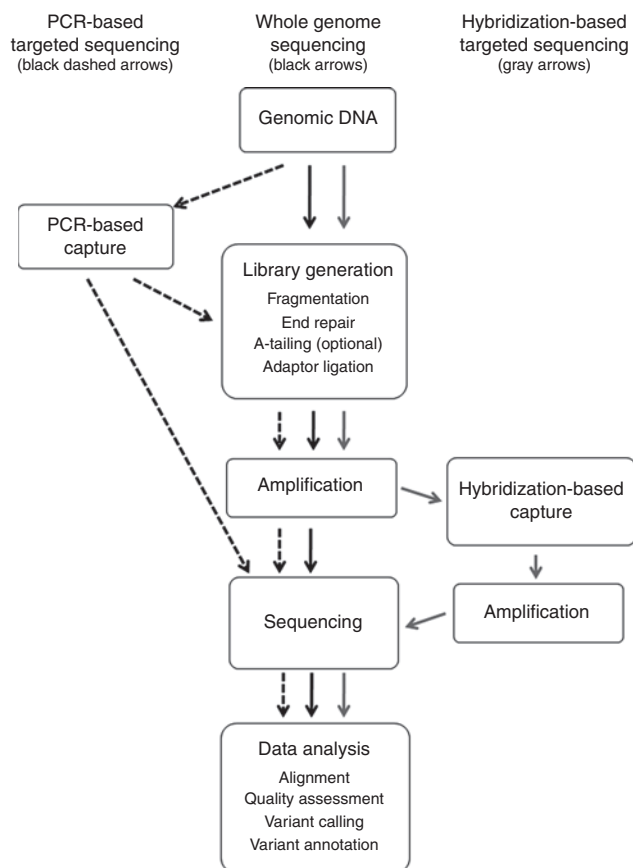 PCR-based
targeted sequencing
(black dashed arrows)
Whole genome
sequencing
(black arrows)
Hybridization-based
targeted sequencing
(gray arrows)
Genomic DNA
PCR-based
capture
Library generation
Fragmentation
End repair
A-tailing (optional)
Adaptor ligation
Amplification
Hybridization-based
capture
Amplification
Sequencing
Data analysis
Alignment
Quality assessment
Variant calling
Variant annotation